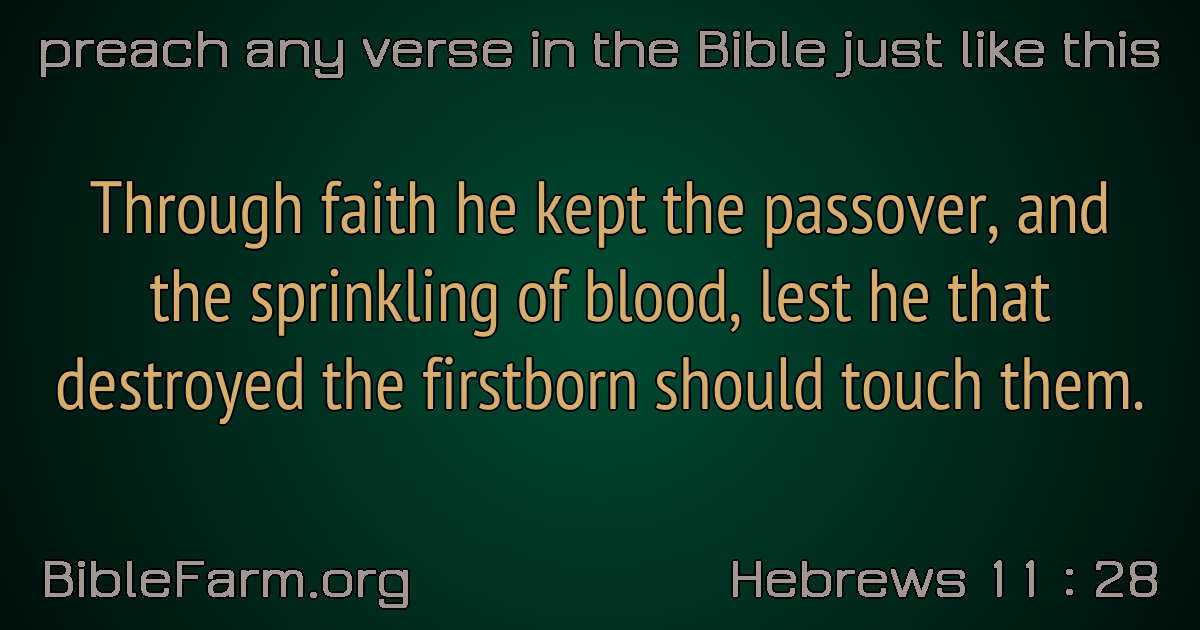 preach any verse in the Bible just like this
Through faith he kept the passover, and
the sprinkling of blood, lest he that
destroyed the firstborn should touch them.
BibleFarm.org
Hebrews 11 : 28